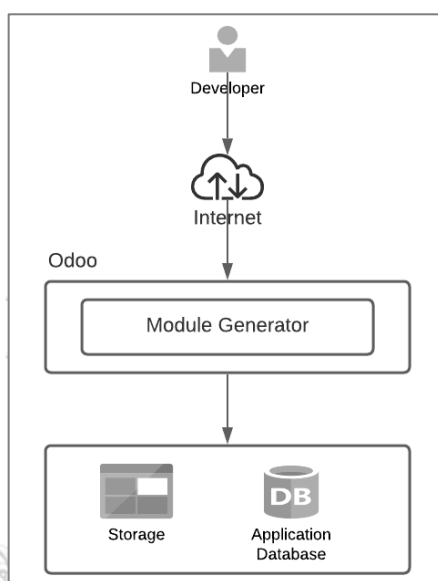 Developer
Internet
Odoo
Module Generator
DB
Storage
Application
Database